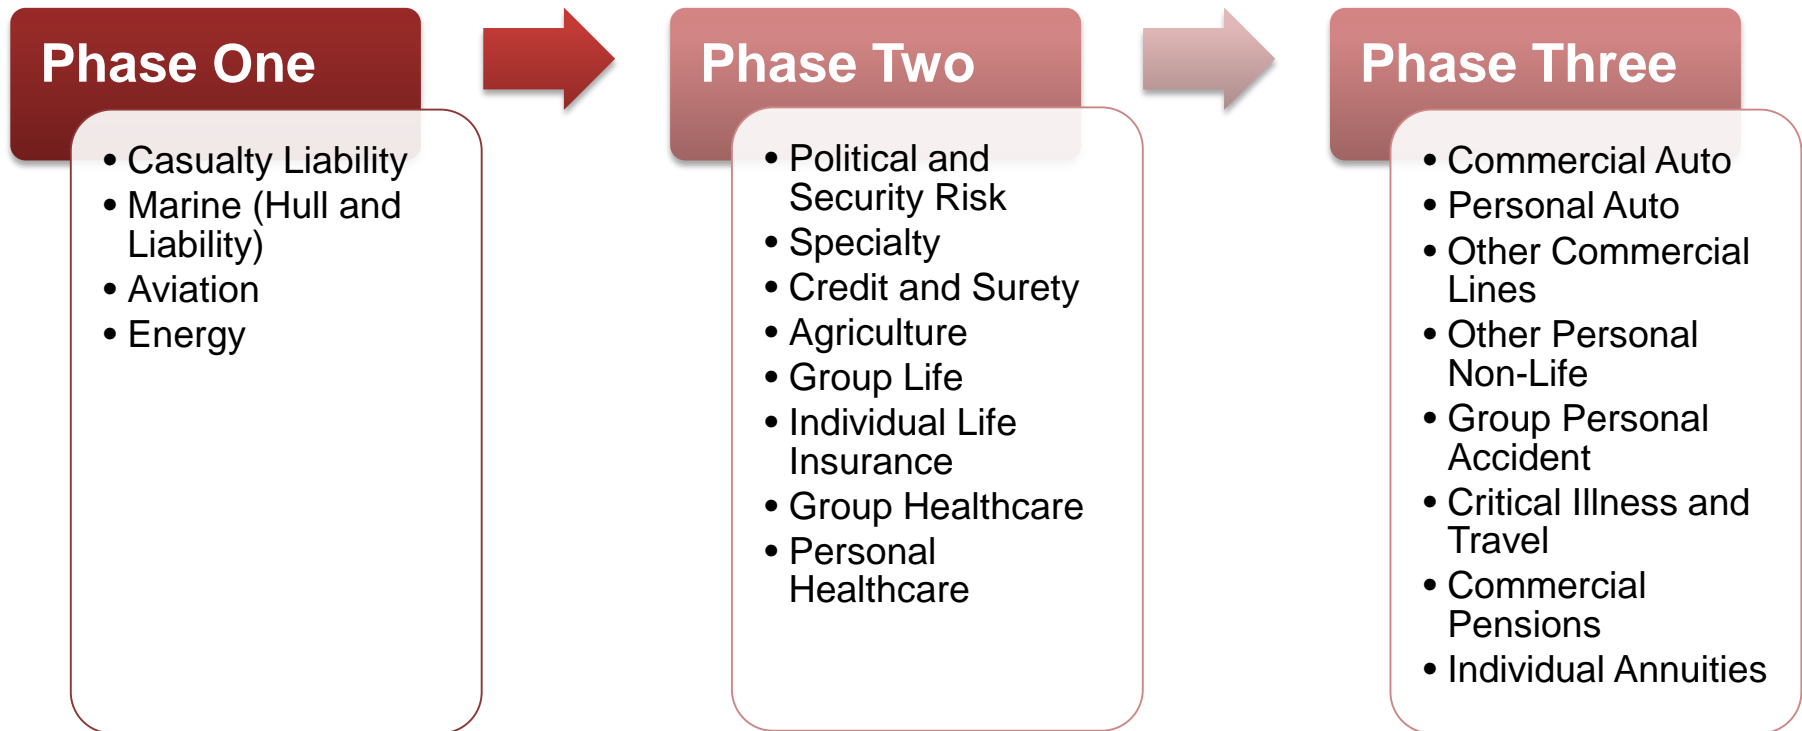 Phase One
• Casualty Liability
• Marine (Hull and
Liability)
• Aviation
• Energy
Phase Two
• Political and
Security Risk
• Specialty
• Credit and Surety
• Agriculture
• Group Life
• Individual Life
Insurance
• Group Healthcare
• Personal
Healthcare
Phase Three
• Commercial Auto
• Personal Auto
• Other Commercial
Lines
• Other Personal
Non-Life
• Group Personal
Accident
• Critical Illness and
Travel
• Commercial
Pensions
• Individual Annuities